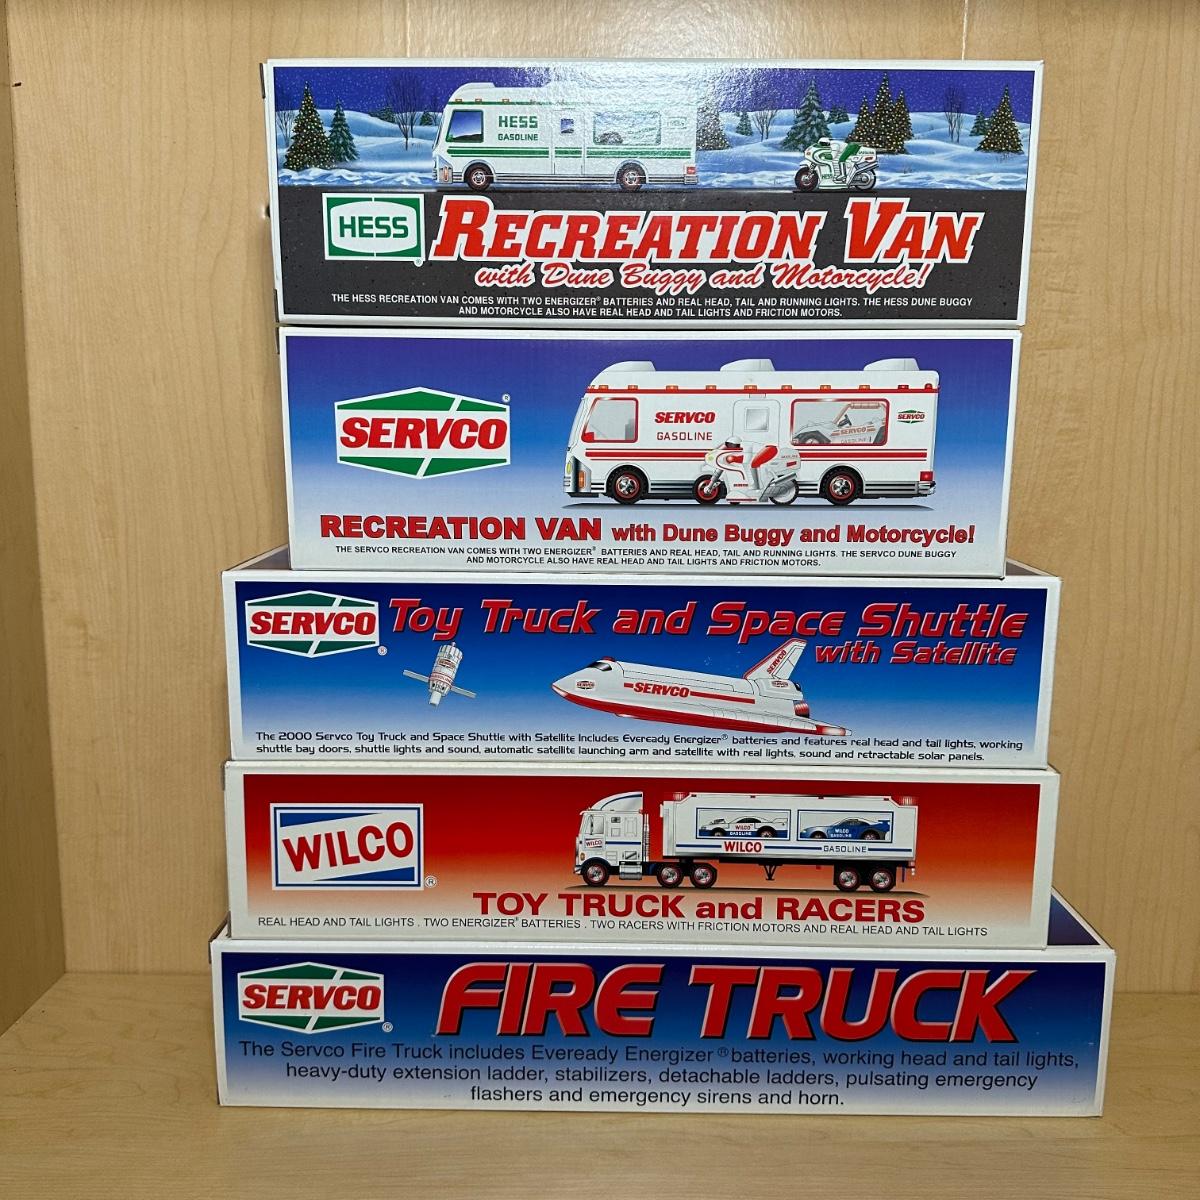 HESS
GASOLINE
HESS
RECREATION VAN
with Dune Buggy and Motorcycle!
THE HESS RECREATION VAN COMES WITH TWO ENERGIZER® BATTERIES AND REAL HEAD, TAIL AND RUNNING LIGHTS. THE HESS DUNE BUGGY
AND MOTORCYCLE ALSO HAVE REAL HEAD AND TAIL LIGHTS AND FRICTION MOTORS.
SERVCO®
SERVCO
GASOLINE
SERVCO
SERVCO
RECREATION VAN with Dune Buggy and Motorcycle!
THE SERVCO RECREATION VAN COMES WITH TWO ENERGIZER® BATTERIES AND REAL HEAD, TAIL AND RUNNING LIGHTS. THE SERVCO DUNE BUGGY
AND MOTORCYCLE ALSO HAVE REAL HEAD AND TAIL LIGHTS AND FRICTION MOTORS.
SERVCO®
Toy Truck and Space Shuttle
with Satellite
SERVCO
SERVCO
The 2000 Servco Toy Truck and Space Shuttle with Satellite Includes Eveready Energizer® batteries and features real head and tail lights, working
shuttle bay doors, shuttle lights and sound, automatic satellite launching arm and satellite with real lights, sound and retractable solar panels.
WILCO®
WILCO
WILCO
GASOLINE
WILCO
GASOLINE
WILCO
GASOLINE
TOY TRUCK and RACERS
REAL HEAD AND TAIL LIGHTS . TWO ENERGIZER® BATTERIES . TWO RACERS WITH FRICTION MOTORS AND REAL HEAD AND TAIL LIGHTS
SERVCO®
FIRE TRUCK
The Servco Fire Truck includes Eveready Energizer® batteries, working head and tail lights,
heavy-duty extension ladder, stabilizers, detachable ladders, pulsating emergency
flashers and emergency sirens and horn.